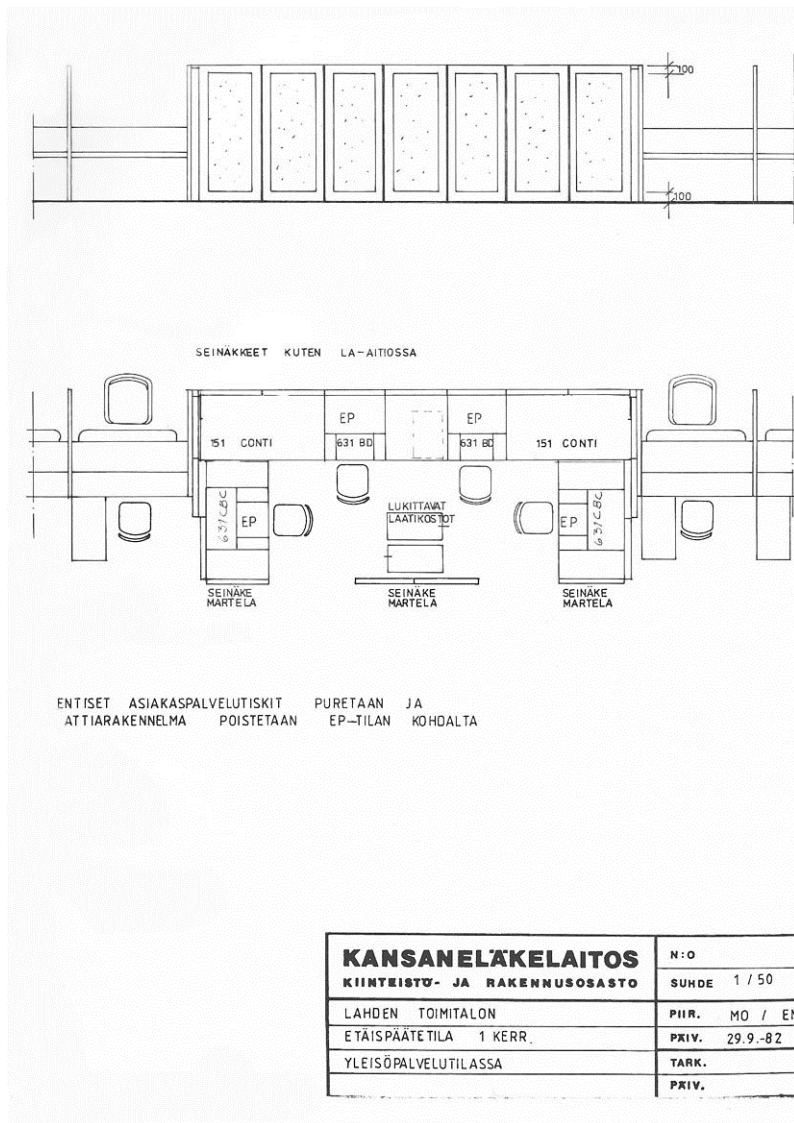 100
100
SEINÄKKEET KUTEN LA-AITIOSSA
EP
EP
151 CONTI
631 BD
631 BD
151 CONTI
631 CBC
EP
LUKITTAVAT
LAATIKOSTOT
EP
631 CBC
SEINÄKE
MARTELA
SEINÄKE
MARTELA
SEINÄKE
MARTELA
ENTISET ASIAKASPALVELUTISKIT PURETAAN JA
ATTIARAKENNELMA POISTETAAN EP-TILAN KOHDALTA
KANSANELÄKELAITOS
KIINTEISTÖ- JA RAKENNUSOSASTO
LAHDEN TOIMITALON
ETÄISPÄÄTETILA 1 KERR.
YLEISÖPALVELUTILASSA
N:O
SUHDE 1 / 50
PIIR. MO / EN
PÄIV. 29.9.-82
TARK.
PÄIV.